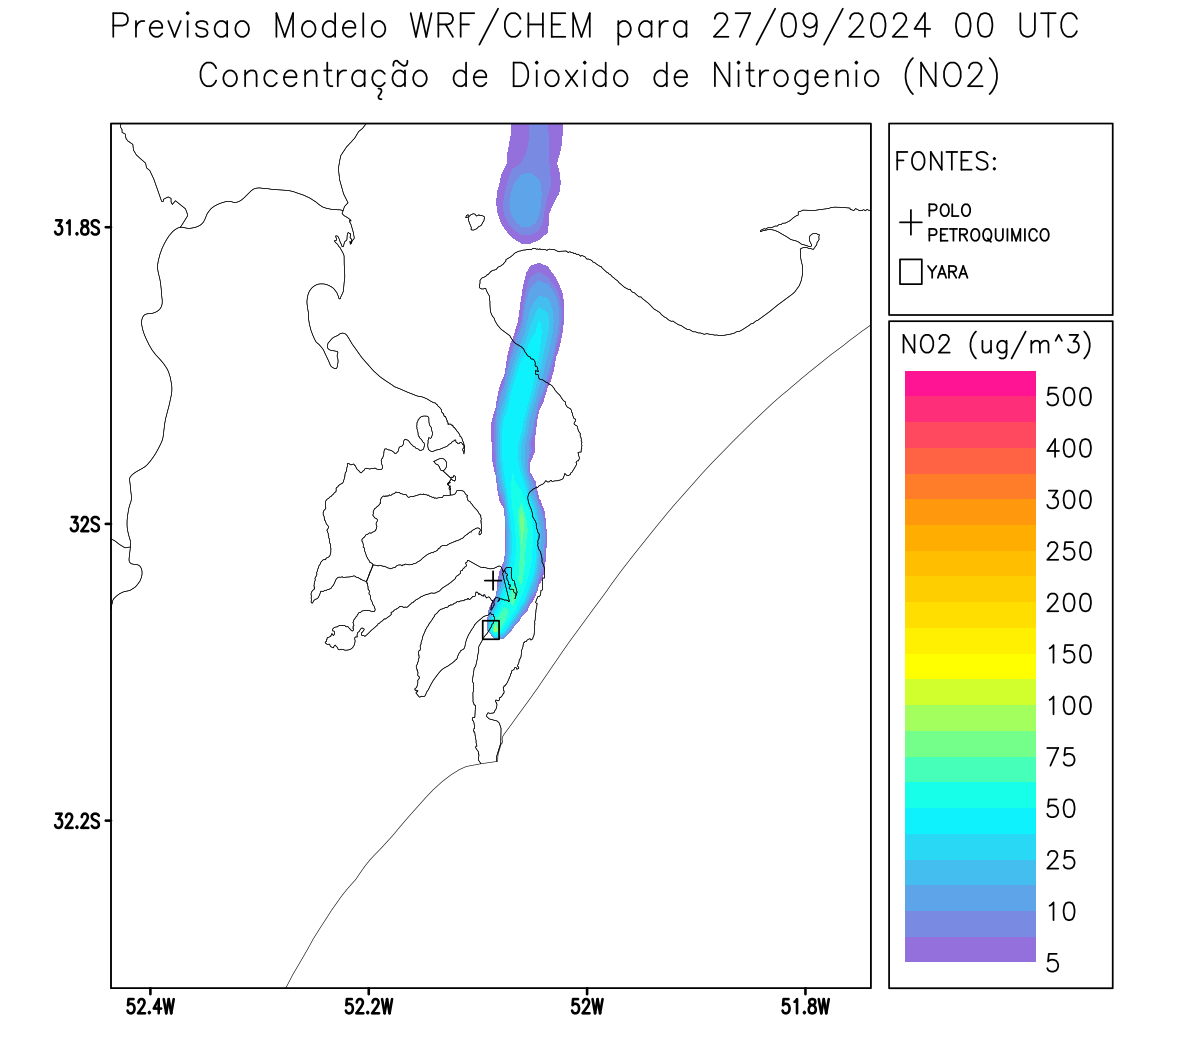 Previsao Modelo WRF/CHEM para 27/09/2024 00 UTC
Concentração de Dioxido de Nitrogenio (NO2)
FONTES:
POLO
PETROQUIMICO
YARA
31.8S
32S
32.2S
52.4W
52.2W
52W
51.8W
NO2 (ug/m^3)
500
400
300
250
200
150
100
75
50
25
10
5